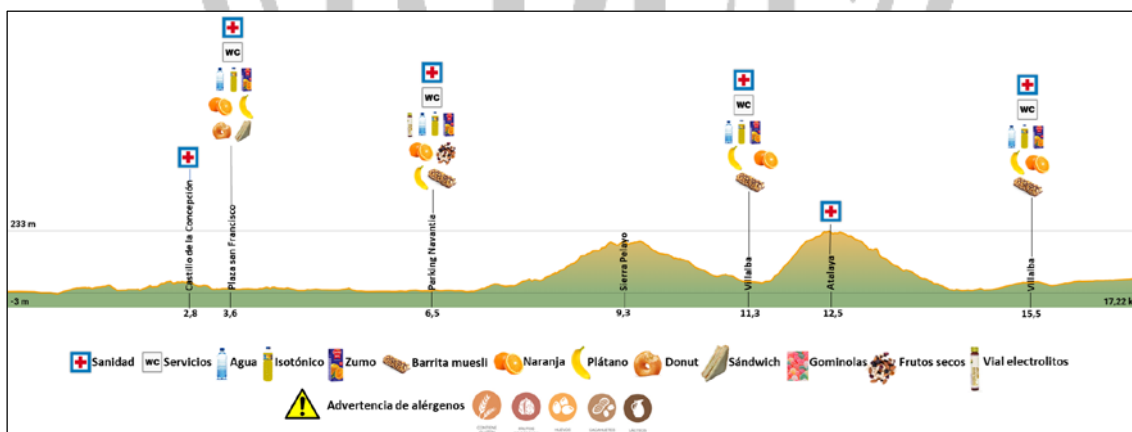 WC
WC
WC
WC
233 m
-3 m
Castillo de la Concepción
Plaza san Francisco
Parking Navantia
Sierra Pelayo
Villalba
Atalaya
Villalba
2,8
3,6
6,5
9,3
11,3
12,5
15,5
17,22 k
Sanidad WC Servicios Agua Isotónico Zumo Barrita muesli Naranja Plátano Donut Sándwich Gominolas Frutos secos Vial electrolitos
Advertencia de alérgenos